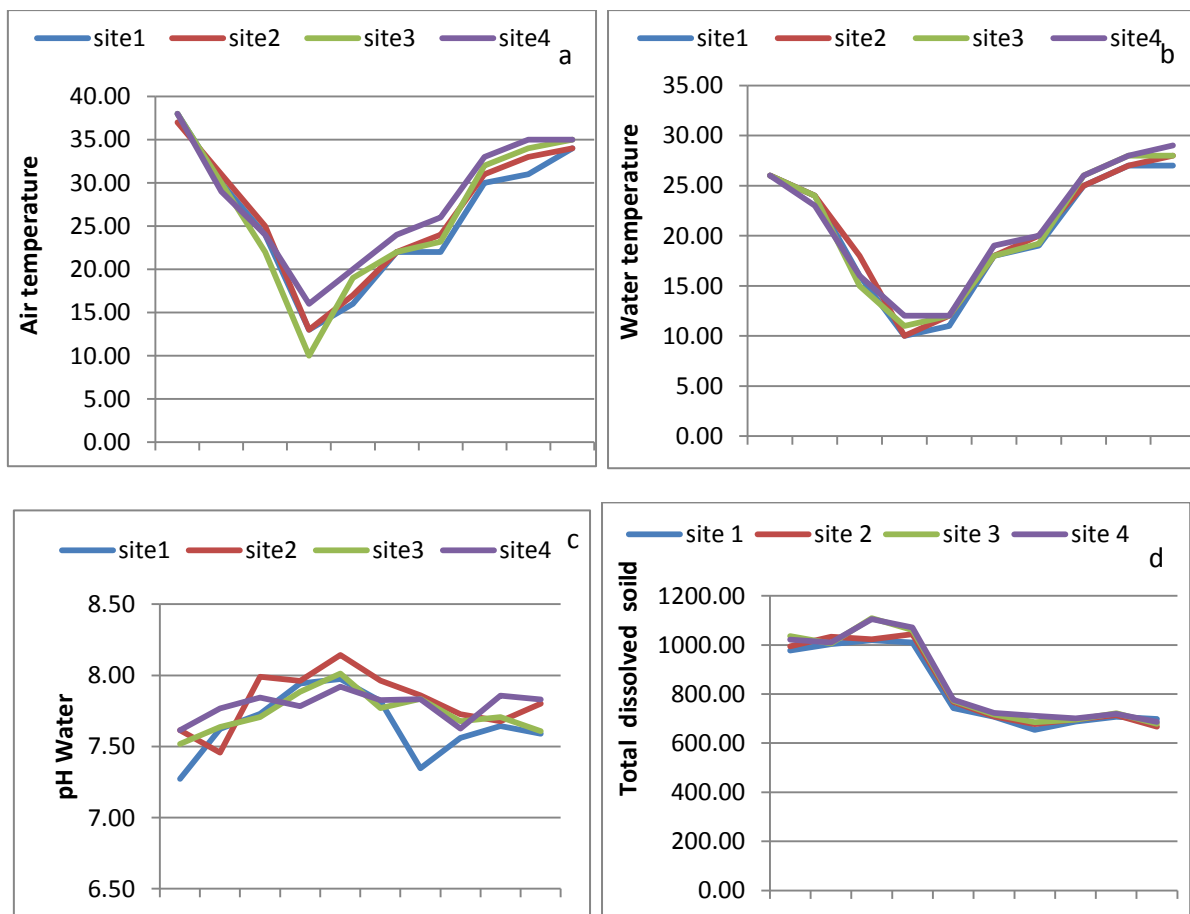 site1 site2 site3 site4
a
Air temperature
40.00
35.00
30.00
25.00
20.00
15.00
10.00
5.00
0.00
site1 site2 site3 site4
b
Water temperature
35.00
30.00
25.00
20.00
15.00
10.00
5.00
0.00
site1 site2 site3 site4
c
pH Water
8.50
8.00
7.50
7.00
6.50
site 1 site 2 site 3 site 4
d
Total dissolved soild
1200.00
1000.00
800.00
600.00
400.00
200.00
0.00